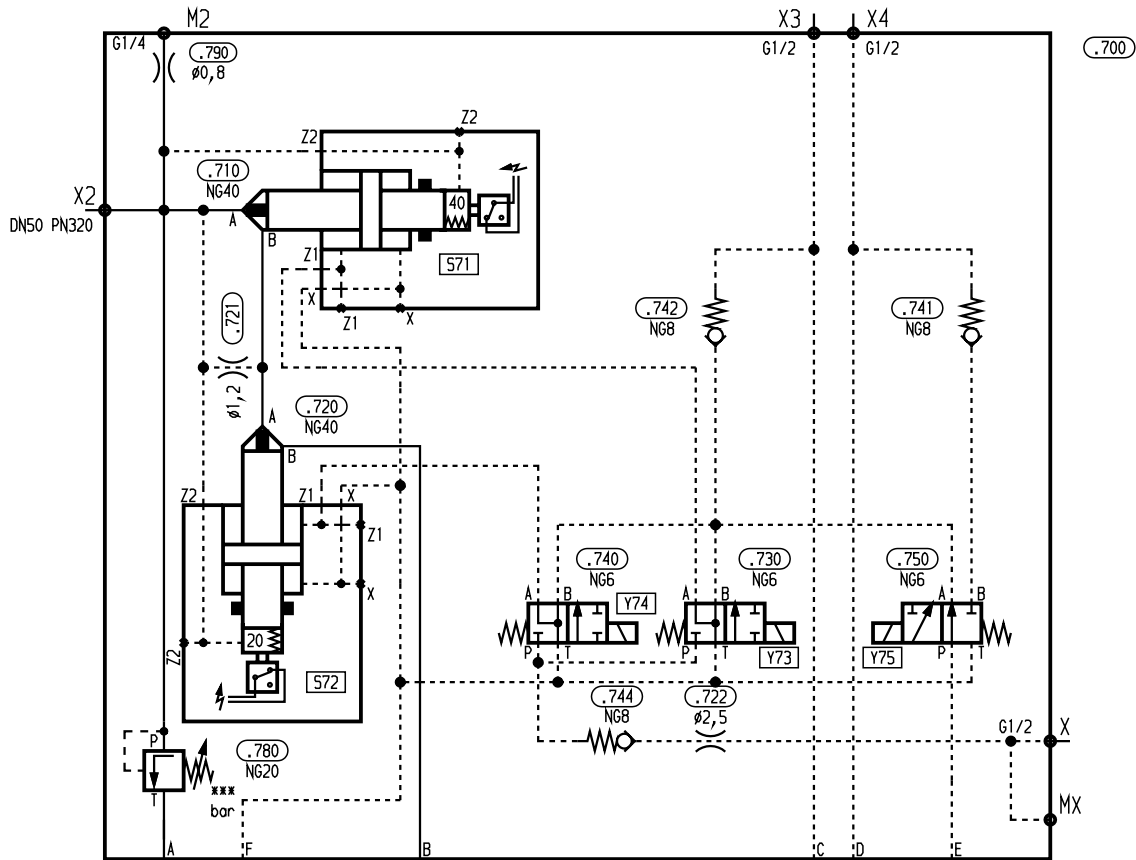 M2
X3
X4
G1/4
.790
ø0,8
G1/2
G1/2
.700
Z2
Z2
.710
NG40
X2
DN50 PN320
A
B
40
Z1
S71
X
Z1
X
.721
ø1,2
.742
NG8
.741
NG8
.720
NG40
A
B
Z2
Z1
X
Z1
X
20
Z2
S72
.740
NG6
.730
NG6
.750
NG6
A
B
Y74
A
B
A
B
P
T
P
T
Y73
Y75
P
T
.744
NG8
.722
ø2,5
G1/2
X
MX
P
.780
NG20
T
***
bar
A
F
B
C
D
E